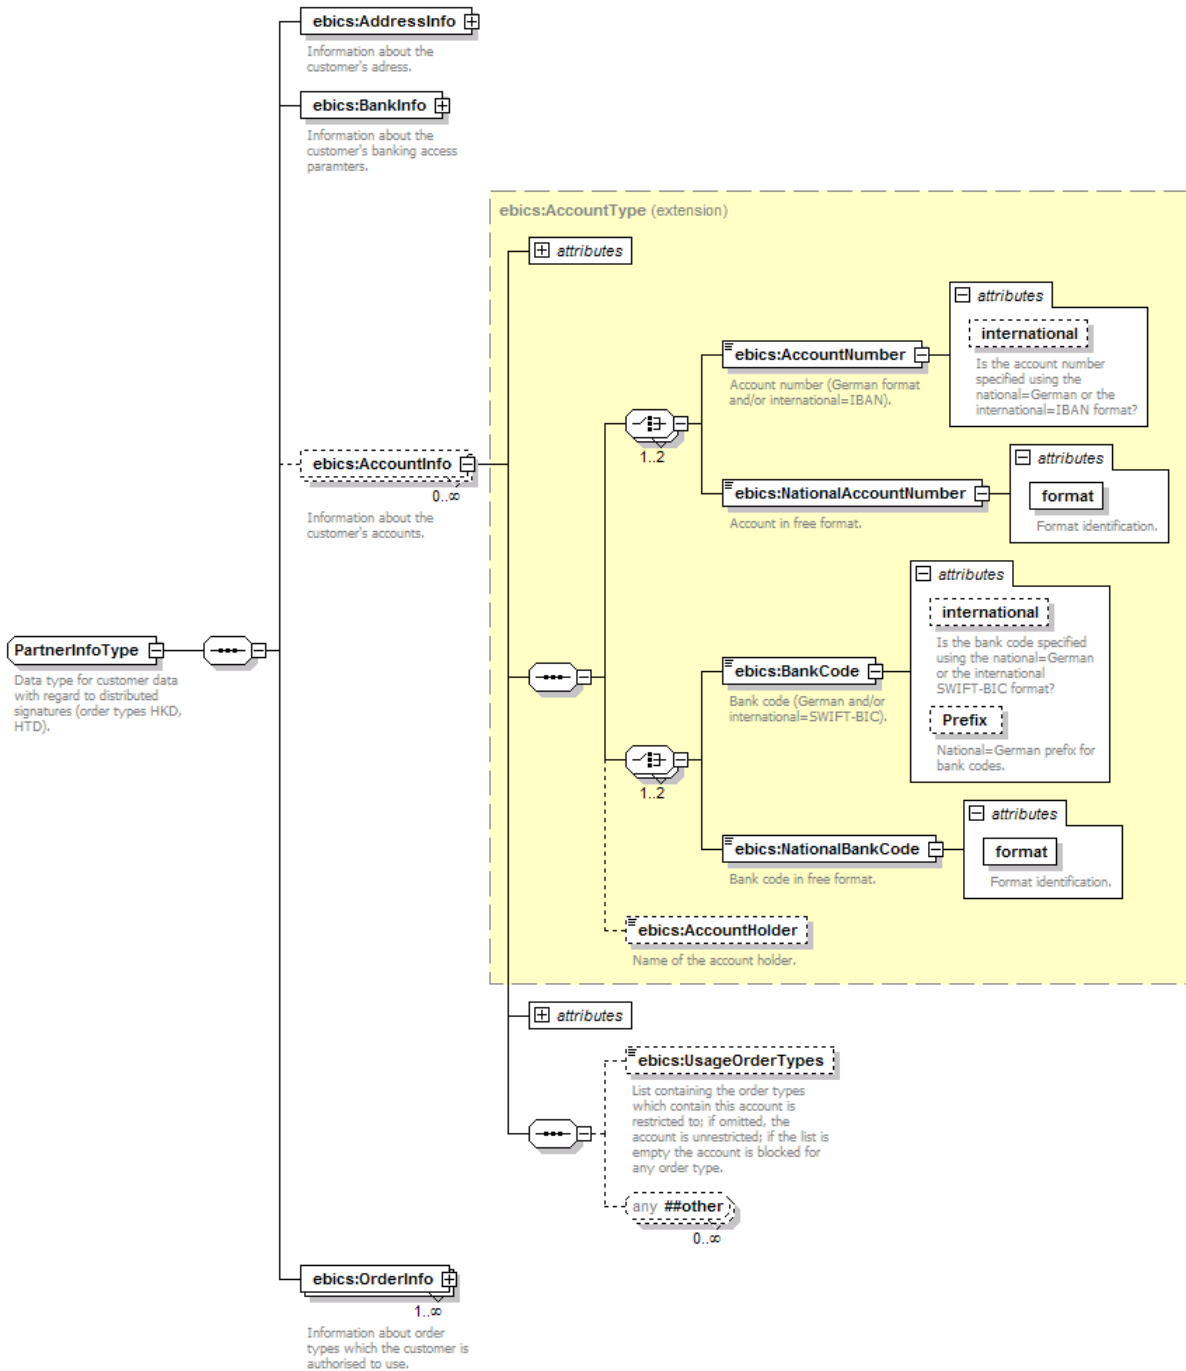 ebics:AddressInfo
Information about the
customer's adress.
ebics:BankInfo
Information about the
customer's banking access
paramters.
ebics:AccountType (extension)
attributes
attributes
international
Is the account number
specified using the
national=German or the
international=IBAN format?
ebics:AccountNumber
Account number (German format
and/or international=IBAN).
1..2
ebics:AccountInfo
0..∞
Information about the
customer's accounts.
attributes
format
Format identification.
ebics:NationalAccountNumber
Account in free format.
attributes
international
Is the bank code specified
using the national=German
or the international
SWIFT-BIC format?
Prefix
National=German prefix for
bank codes.
PartnerInfoType
Data type for customer data
with regard to distributed
signatures (order types HKD,
HTD).
ebics:BankCode
Bank code (German and/or
international=SWIFT-BIC).
1..2
attributes
format
Format identification.
ebics:NationalBankCode
Bank code in free format.
ebics:AccountHolder
Name of the account holder.
attributes
ebics:UsageOrderTypes
List containing the order types
which contain this account is
restricted to; if omitted, the
account is unrestricted; if the list is
empty the account is blocked for
any order type.
any ##other
0..∞
ebics:OrderInfo
1..∞
Information about order
types which the customer is
authorised to use.